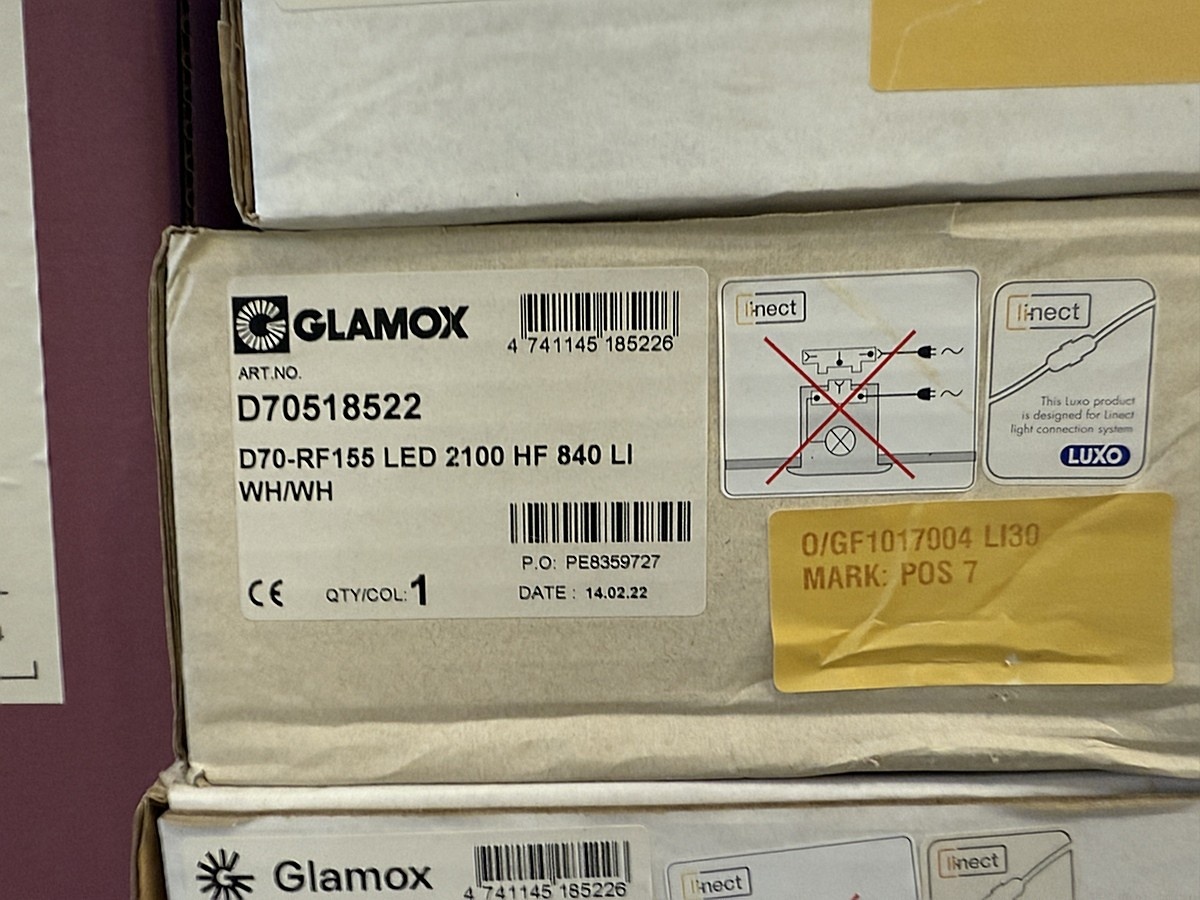 GLAMOX
4 741145 185226
ART.NO.
D70518522
D70-RF155 LED 2100 HF 840 LI
WH/WH
P.O: PE8359727
CE QTY/COL: 1
DATE : 14.02.22
linect
linect
This Luxo product
is designed for Linect
light connection system
LUXO
O/GF1017004 LI30
MARK: POS 7
Glamox
4 741145 185226
linect
linect